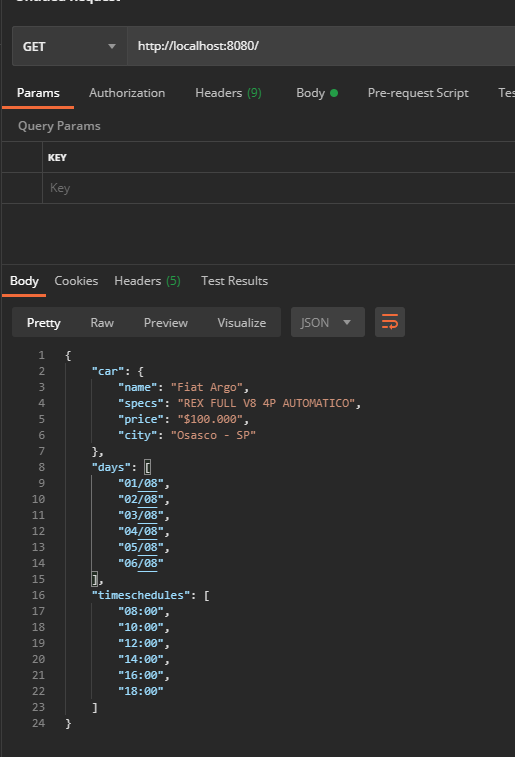 GET http://localhost:8080/
Params Authorization Headers (9) Body Pre-request Script
Query Params
KEY
Key
Body Cookies Headers (5) Test Results
Pretty Raw Preview Visualize JSON
1 {
2 "car": {
3 "name": "Fiat Argo",
4 "specs": "REX FULL V8 4P AUTOMATICO",
5 "price": "$100.000",
6 "city": "Osasco - SP"
7 },
8 "days": [
9 "01/08",
10 "02/08",
11 "03/08",
12 "04/08",
13 "05/08",
14 "06/08"
15 ],
16 "timeschedules": [
17 "08:00",
18 "10:00",
19 "12:00",
20 "14:00",
21 "16:00",
22 "18:00"
23 ]
24 }